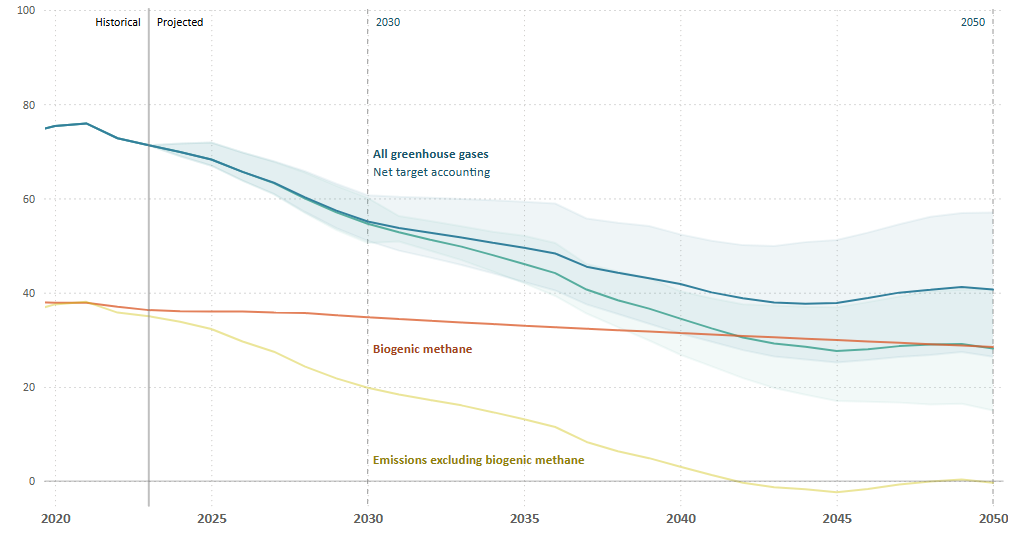 100
Historical
Projected
2030
2050
80
All greenhouse gases
Net target accounting
60
40
Biogenic methane
20
Emissions excluding biogenic methane
0
2020
2025
2030
2035
2040
2045
2050